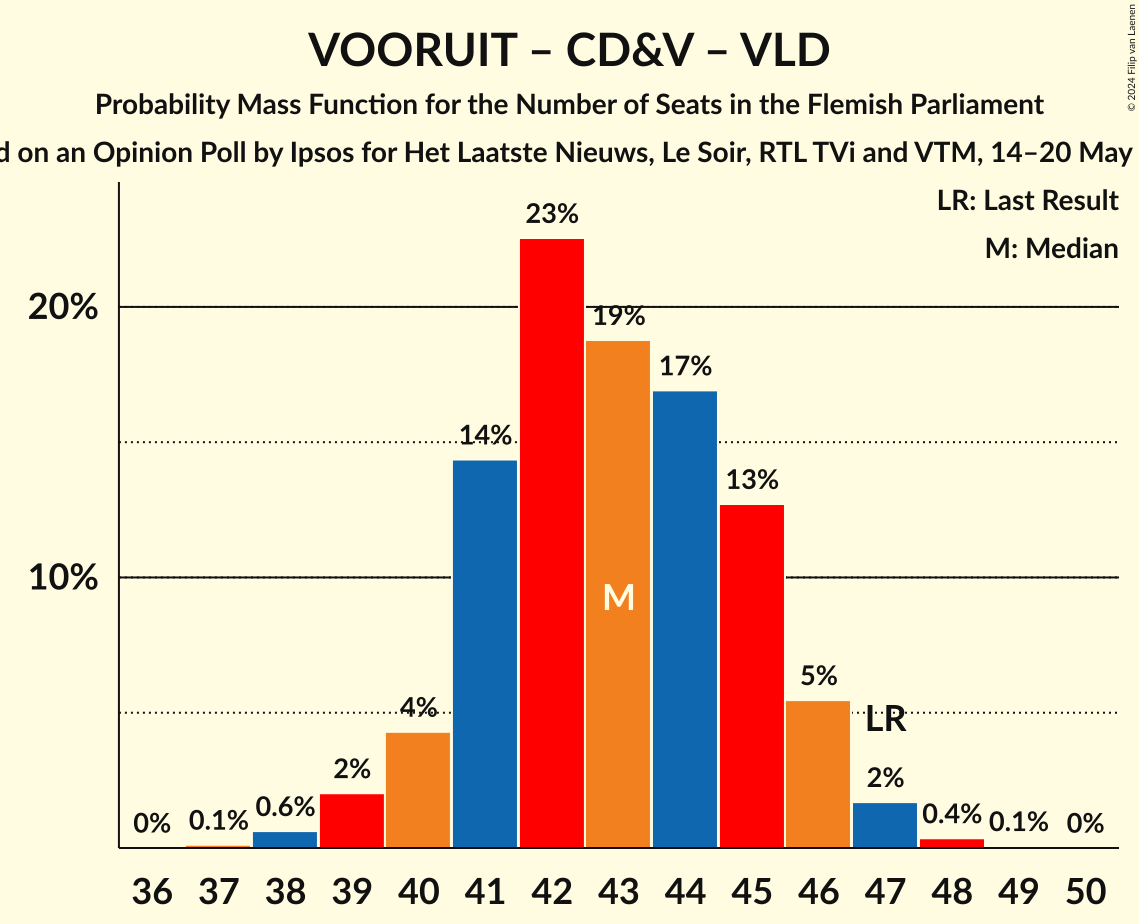 VOORUIT – CD&V – VLD
Probability Mass Function for the Number of Seats in the Flemish Parliament
on an Opinion Poll by Ipsos for Het Laatste Nieuws, Le Soir, RTL TVi and VTM, 14–20 May
© 2024 Filip van Laenen
LR: Last Result
M: Median
23%
20%
19%
17%
14%
13%
10%
M
5%
4%
LR
2%
2%
0% 0.1% 0.6% 0.4% 0.1% 0%
36 37 38 39 40 41 42 43 44 45 46 47 48 49 50